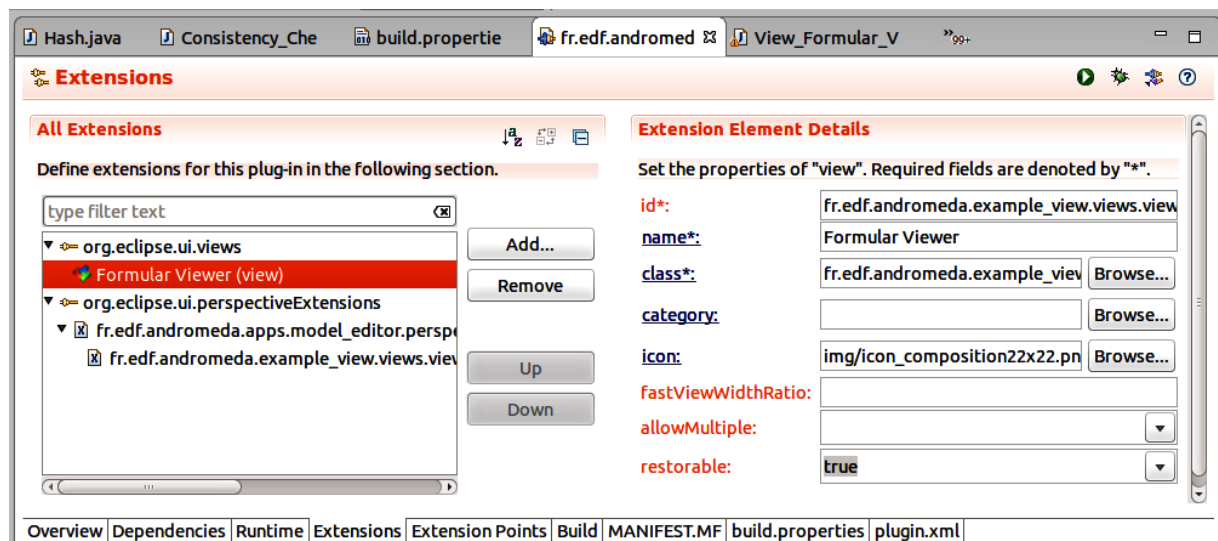 Hash.java Consistency_Che build.propertie fr.edf.andromed View_Formular_V 99+
Extensions
All Extensions
Define extensions for this plug-in in the following section.
type filter text
org.eclipse.ui.views
Formular Viewer (view)
org.eclipse.ui.perspectiveExtensions
fr.edf.andromeda.apps.model_editor.perspe
fr.edf.andromeda.example_view.views.view
Add...
Remove
Up
Down
Extension Element Details
Set the properties of "view". Required fields are denoted by "*".
id*: fr.edf.andromeda.example_view.views.view
name*: Formular Viewer
class*: fr.edf.andromeda.example_view Browse...
category: Browse...
icon: img/icon_composition22x22.pn Browse...
fastViewWidthRatio:
allowMultiple:
restorable: true
Overview Dependencies Runtime Extensions Extension Points Build MANIFEST.MF build.properties plugin.xml